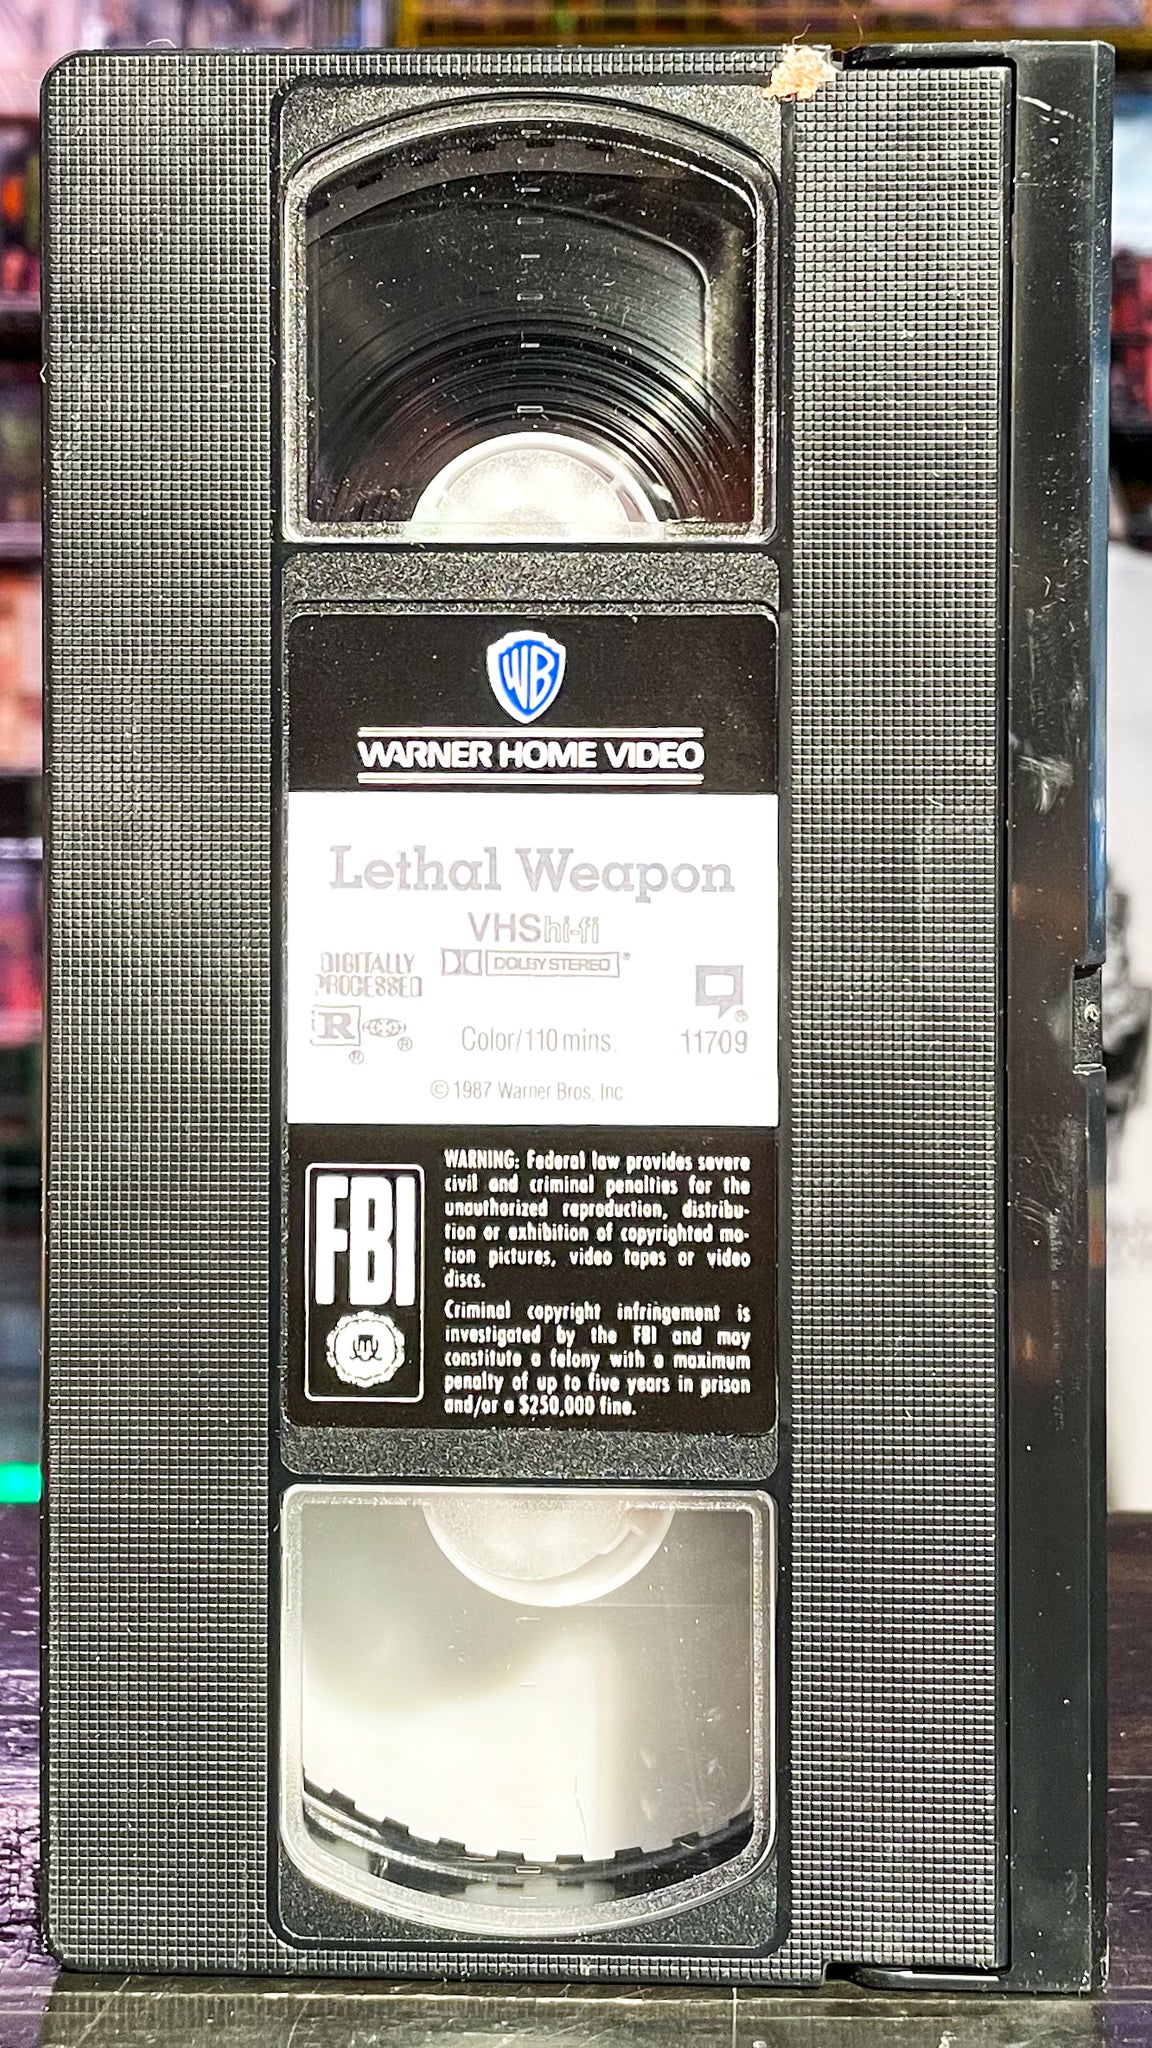 WB
WARNER HOME VIDEO
Lethal Weapon
VHS hi-fi
DIGITALLY
PROCESSED
DOLBY STEREO®
R
®
®
®
Color/110 mins.
11709
© 1987 Warner Bros. Inc.
FBI
WARNING: Federal law provides severe
civil and criminal penalties for the
unauthorized reproduction, distribu-
tion or exhibition of copyrighted mo-
tion pictures, video tapes or video
discs.
Criminal copyright infringement is
investigated by the FBI and may
constitute a felony with a maximum
penalty of up to five years in prison
and/or a $250,000 fine.